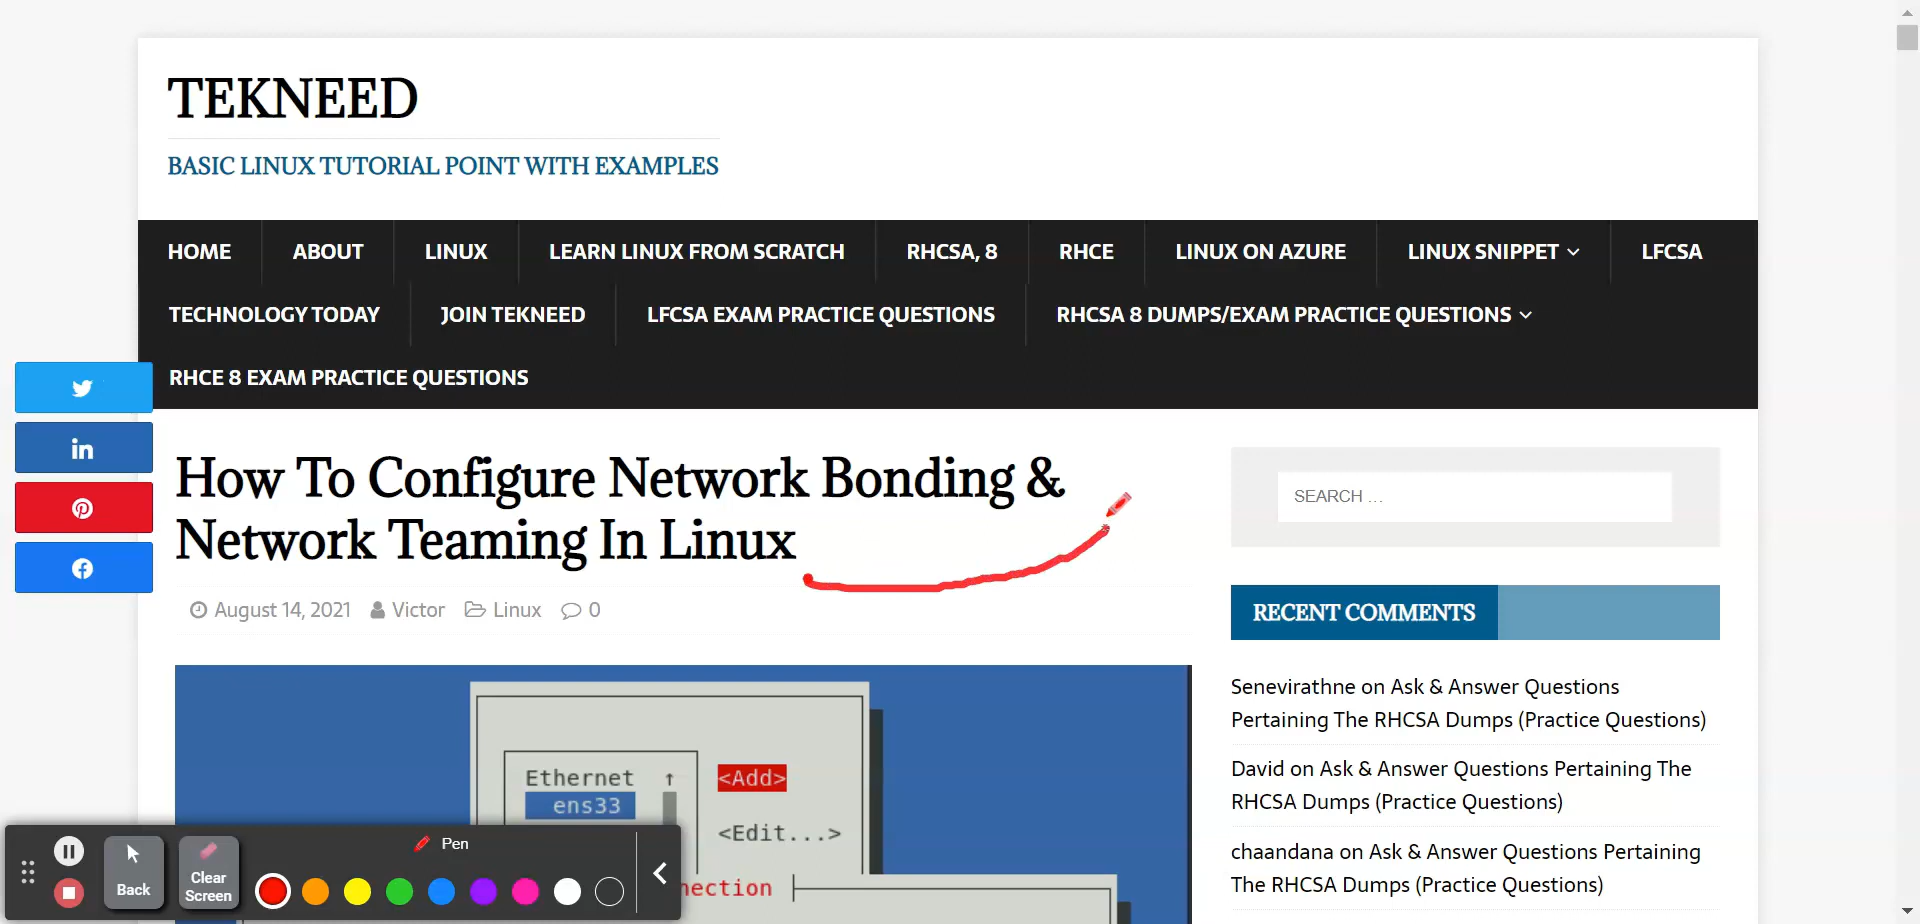 TEKNEED
BASIC LINUX TUTORIAL POINT WITH EXAMPLES
HOME ABOUT LINUX LEARN LINUX FROM SCRATCH RHCSA, 8 RHCE LINUX ON AZURE LINUX SNIPPET LFCSA
TECHNOLOGY TODAY JOIN TEKNEED LFCSA EXAM PRACTICE QUESTIONS RHCSA 8 DUMPS/EXAM PRACTICE QUESTIONS
RHCE 8 EXAM PRACTICE QUESTIONS
How To Configure Network Bonding &
Network Teaming In Linux
August 14, 2021 Victor Linux 0
Ethernet ↑ <Add>
ens33
<Edit...>
nection
SEARCH ...
RECENT COMMENTS
Senevirathne on Ask & Answer Questions
Pertaining The RHCSA Dumps (Practice Questions)
David on Ask & Answer Questions Pertaining The
RHCSA Dumps (Practice Questions)
chaandana on Ask & Answer Questions Pertaining
The RHCSA Dumps (Practice Questions)
Pen
Back
Clear
Screen